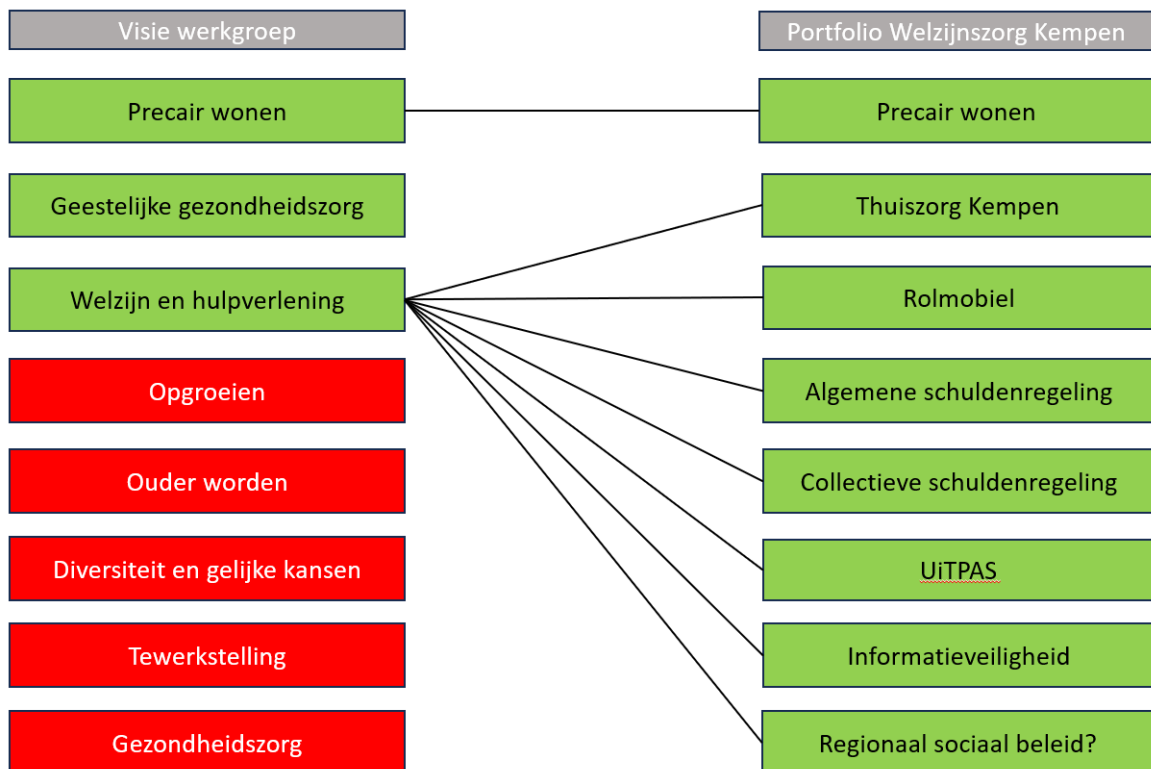 Visie werkgroep
Portfolio Welzijnszorg Kempen
Precair wonen
Precair wonen
Geestelijke gezondheidszorg
Thuiszorg Kempen
Welzijn en hulpverlening
Rolmobiel
Opgroeien
Algemene schuldenregeling
Ouder worden
Collectieve schuldenregeling
Diversiteit en gelijke kansen
UiTPAS
Tewerkstelling
Informatieveiligheid
Gezondheidszorg
Regionaal sociaal beleid?